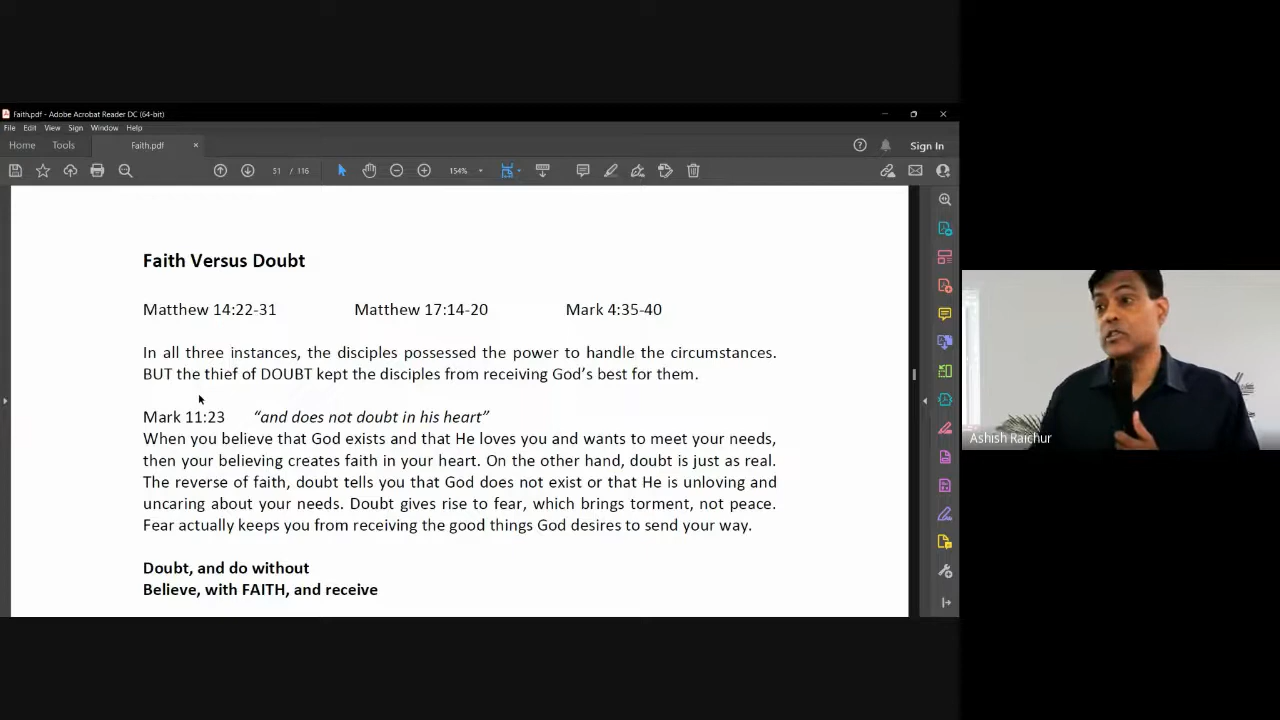 Faith.pdf - Adobe Acrobat Reader DC (64-bit)
File Edit View Sign Window Help
Home Tools Faith.pdf × Sign In
51 / 116 154%
Faith Versus Doubt
Matthew 14:22-31 Matthew 17:14-20 Mark 4:35-40
In all three instances, the disciples possessed the power to handle the circumstances.
BUT the thief of DOUBT kept the disciples from receiving God’s best for them.
Mark 11:23 “and does not doubt in his heart”
When you believe that God exists and that He loves you and wants to meet your needs,
then your believing creates faith in your heart. On the other hand, doubt is just as real.
The reverse of faith, doubt tells you that God does not exist or that He is unloving and
uncaring about your needs. Doubt gives rise to fear, which brings torment, not peace.
Fear actually keeps you from receiving the good things God desires to send your way.
Doubt, and do without
Believe, with FAITH, and receive
Ashish Raichur